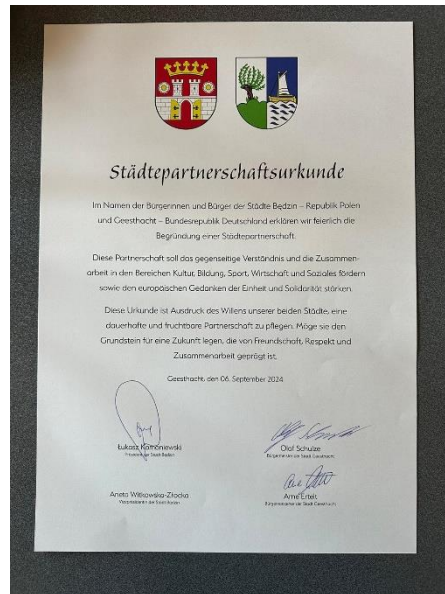 Städtepartnerschaftsurkunde
Im Namen der Bürgerinnen und Bürger der Städte Będzin – Republik Polen
und Geesthacht – Bundesrepublik Deutschland erklären wir feierlich die
Begründung einer Städtepartnerschaft.
Diese Partnerschaft soll das gegenseitige Verständnis und die Zusammen-
arbeit in den Bereichen Kultur, Bildung, Sport, Wirtschaft und Soziales fördern
sowie den europäischen Gedanken der Einheit und Solidarität stärken.
Diese Urkunde ist Ausdruck des Willens unserer beiden Städte, eine
dauerhafte und fruchtbare Partnerschaft zu pflegen. Möge sie den
Grundstein für eine Zukunft legen, die von Freundschaft, Respekt und
Zusammenarbeit geprägt ist.
Geesthacht, den 06. September 2024
Łukasz Komoniewski
der Stadt
Olaf Schulze
Bürgermeister der Stadt Geesthacht
Aneta Witkowska-Złocka
der Stadt
Arne Ertelt
der Stadt Geesthacht